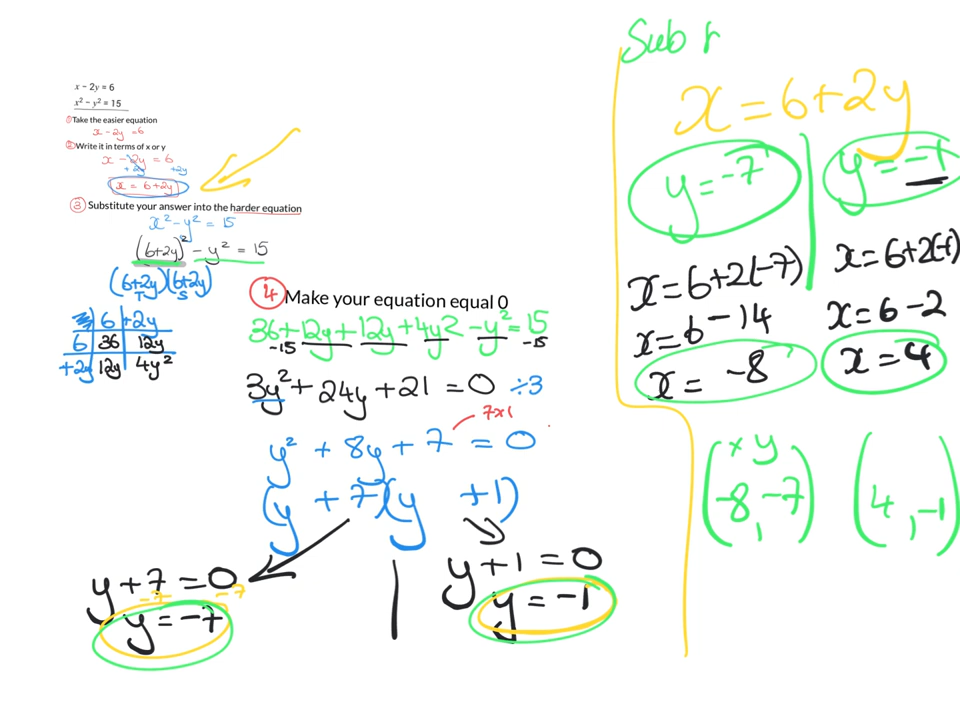 x - 2y = 6
x² - y² = 15
① Take the easier equation
x - 2y = 6
② Write it in terms of x or y
x - 2y = 6
+2y +2y
x = 6+2y
③ Substitute your answer into the harder equation
x² - y² = 15
(6+2y)² - y² = 15
(6+2y)(6+2y)
T S
6 +2y
6 36 12y
+2y 12y 4y²
④ Make your equation equal 0
36+12y+12y+4y² -y² = 15
-15 -15
3y² + 24y + 21 = 0 ÷3
7x1
y² + 8y + 7 = 0
(y + 7)(y + 1)
y + 7 = 0
-7 -7
y = -7
y + 1 = 0
y = -1
Sub
x = 6+2y
y = -7
x = 6+2(-7)
x = 6 - 14
x = -8
y = -1
x = 6+2(-1)
x = 6 - 2
x = 4
(x y
-8, -7)
(4, -1)